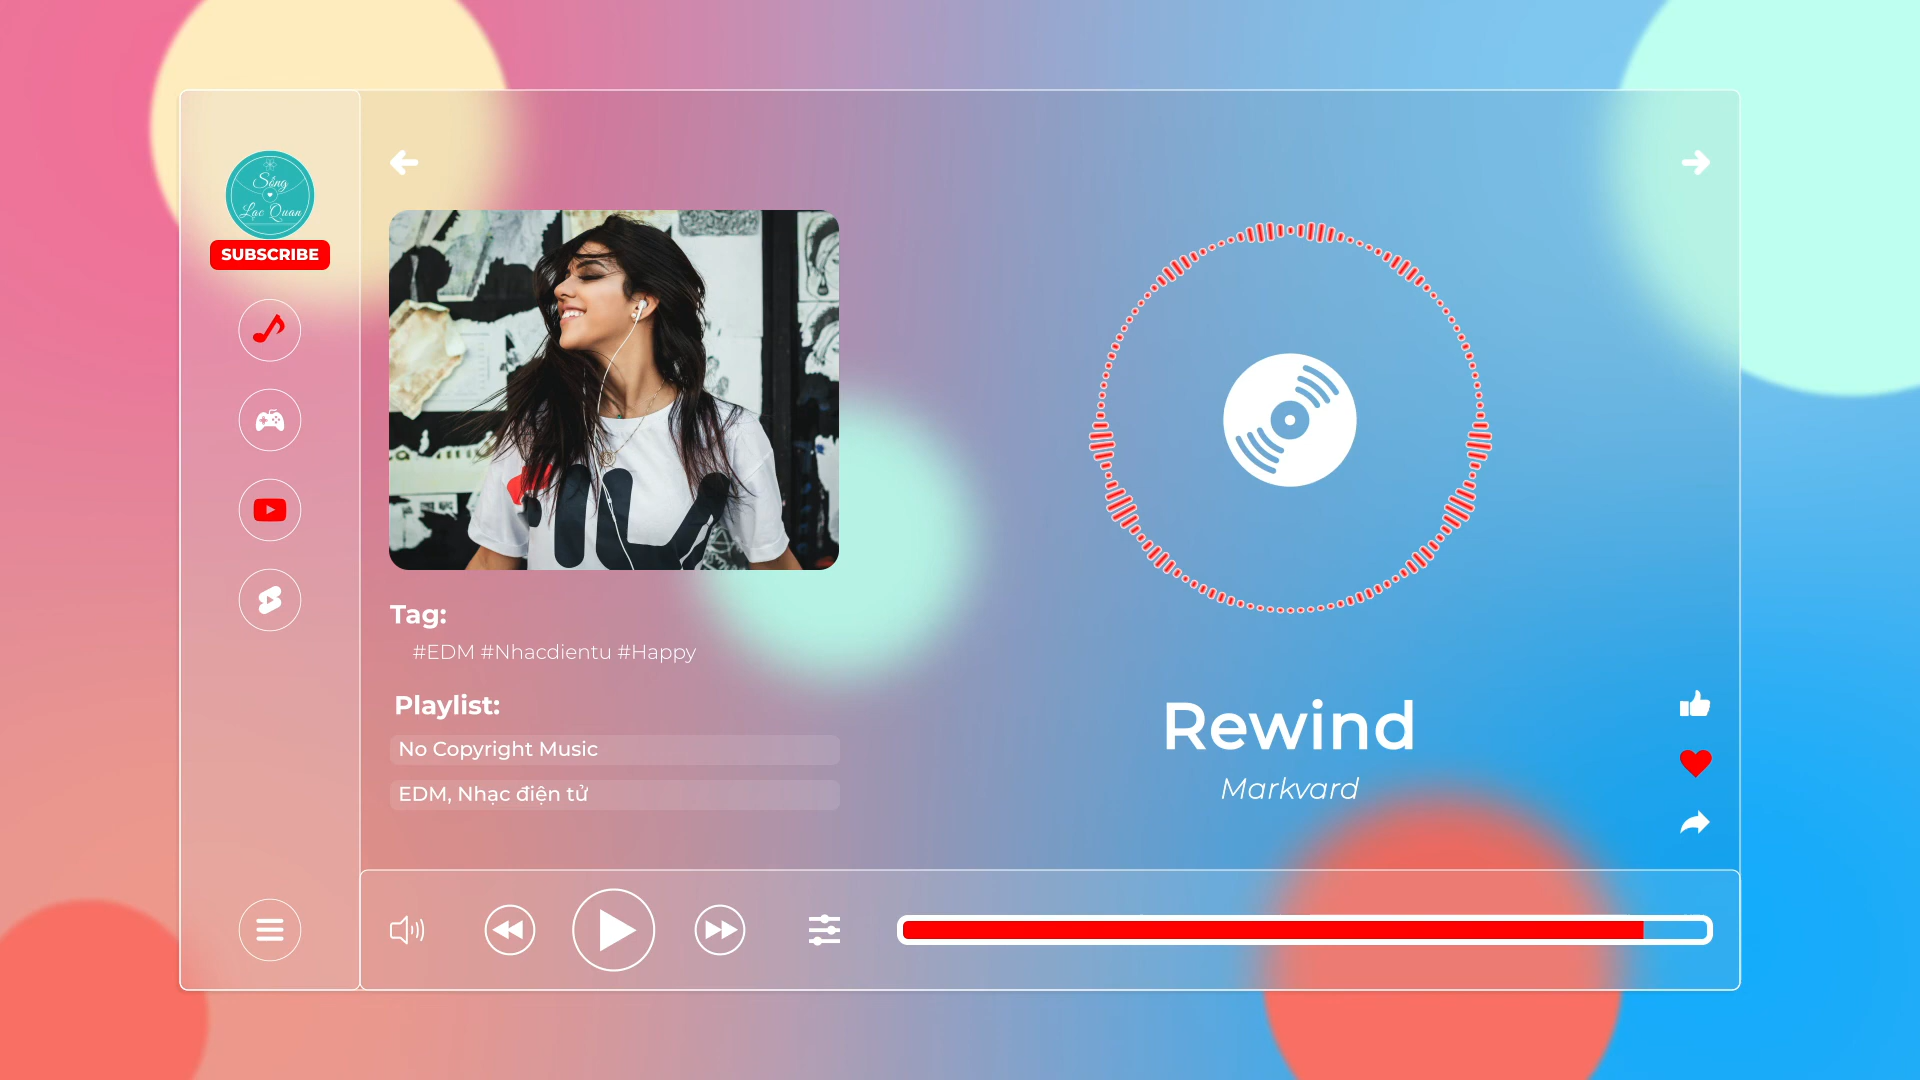 Sống
Lạc Quan
SUBSCRIBE
Tag:
#EDM #Nhacdientu #Happy
Playlist:
No Copyright Music
EDM, Nhạc điện tử
Rewind
Markvard